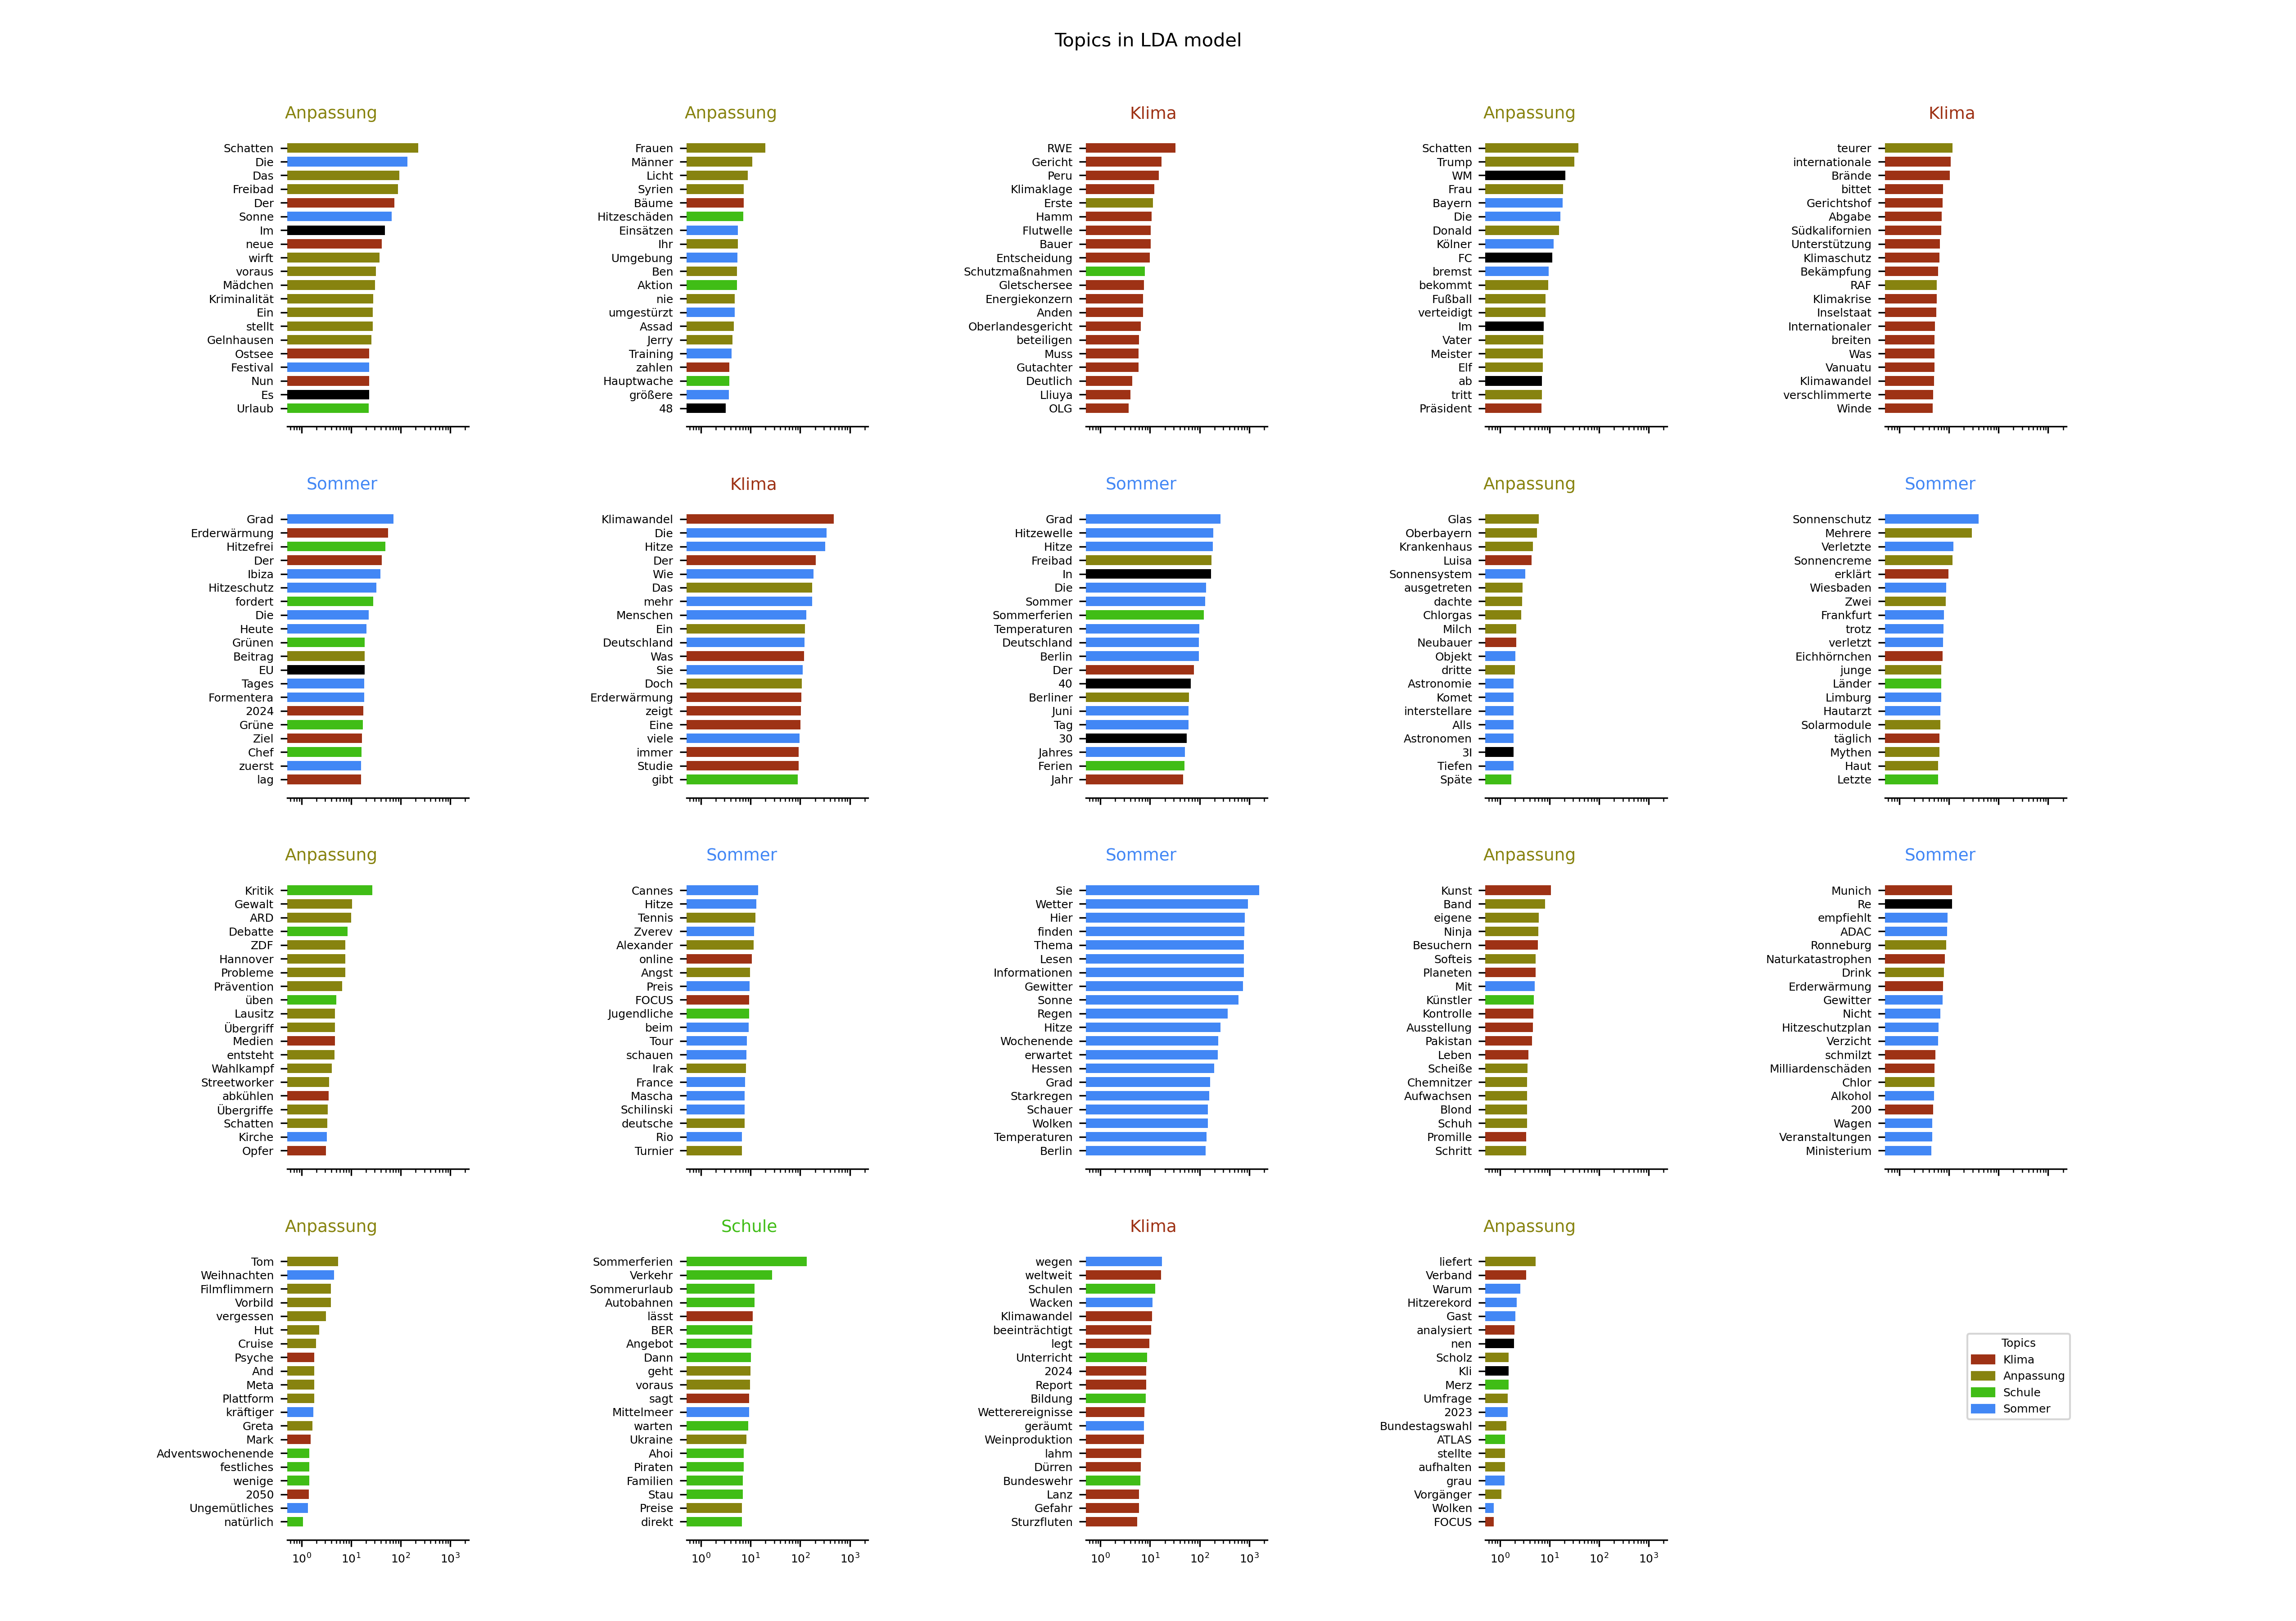 Topics in LDA model
Anpassung
Schatten
Die
Das
Freibad
Der
Sonne
Im
neue
wirft
voraus
Mädchen
Kriminalität
Ein
stellt
Gelnhausen
Ostsee
Festival
Nun
Es
Urlaub
Anpassung
Frauen
Männer
Licht
Syrien
Bäume
Hitzeschäden
Einsätzen
Ihr
Umgebung
Ben
Aktion
nie
umgestürzt
Assad
Jerry
Training
zahlen
Hauptwache
größere
48
Klima
RWE
Gericht
Peru
Klimaklage
Erste
Hamm
Flutwelle
Bauer
Entscheidung
Schutzmaßnahmen
Gletschersee
Energiekonzern
Anden
Oberlandesgericht
beteiligen
Muss
Gutachter
Deutlich
Lliuya
OLG
Anpassung
Schatten
Trump
WM
Frau
Bayern
Die
Donald
Kölner
FC
bremst
bekommt
Fußball
verteidigt
Im
Vater
Meister
Elf
ab
tritt
Präsident
Klima
teurer
internationale
Brände
bittet
Gerichtshof
Abgabe
Südkalifornien
Unterstützung
Klimaschutz
Bekämpfung
RAF
Klimakrise
Inselstaat
Internationaler
breiten
Was
Vanuatu
Klimawandel
verschlimmerte
Winde
Sommer
Grad
Erderwärmung
Hitzefrei
Der
Ibiza
Hitzeschutz
fordert
Die
Heute
Grünen
Beitrag
EU
Tages
Formentera
2024
Grüne
Ziel
Chef
zuerst
lag
Klima
Klimawandel
Die
Hitze
Der
Wie
Das
mehr
Menschen
Ein
Deutschland
Was
Sie
Doch
Erderwärmung
zeigt
Eine
viele
immer
Studie
gibt
Sommer
Grad
Hitzewelle
Hitze
Freibad
In
Die
Sommer
Sommerferien
Temperaturen
Deutschland
Berlin
Der
40
Berliner
Juni
Tag
30
Jahres
Ferien
Jahr
Anpassung
Glas
Oberbayern
Krankenhaus
Luisa
Sonnensystem
ausgetreten
dachte
Chlorgas
Milch
Neubauer
Objekt
dritte
Astronomie
Komet
interstellare
Alls
Astronomen
3I
Tiefen
Späte
Sommer
Sonnenschutz
Mehrere
Verletzte
Sonnencreme
erklärt
Wiesbaden
Zwei
Frankfurt
trotz
verletzt
Eichhörnchen
junge
Länder
Limburg
Hautarzt
Solarmodule
täglich
Mythen
Haut
Letzte
Anpassung
Kritik
Gewalt
ARD
Debatte
ZDF
Hannover
Probleme
Prävention
üben
Lausitz
Übergriff
Medien
entsteht
Wahlkampf
Streetworker
abkühlen
Übergriffe
Schatten
Kirche
Opfer
Sommer
Cannes
Hitze
Tennis
Zverev
Alexander
online
Angst
Preis
FOCUS
Jugendliche
beim
Tour
schauen
Irak
France
Mascha
Schilinski
deutsche
Rio
Turnier
Sommer
Sie
Wetter
Hier
finden
Thema
Lesen
Informationen
Gewitter
Sonne
Regen
Hitze
Wochenende
erwartet
Hessen
Grad
Starkregen
Schauer
Wolken
Temperaturen
Berlin
Anpassung
Kunst
Band
eigene
Ninja
Besuchern
Softeis
Planeten
Mit
Künstler
Kontrolle
Ausstellung
Pakistan
Leben
Scheiße
Chemnitzer
Aufwachsen
Blond
Schuh
Promille
Schritt
Sommer
Munich
Re
empfiehlt
ADAC
Ronneburg
Naturkatastrophen
Drink
Erderwärmung
Gewitter
Nicht
Hitzeschutzplan
Verzicht
schmilzt
Milliardenschäden
Chlor
Alkohol
200
Wagen
Veranstaltungen
Ministerium
Anpassung
Tom
Weihnachten
Filmflimmern
Vorbild
vergessen
Hut
Cruise
Psyche
And
Meta
Plattform
kräftiger
Greta
Mark
Adventswochenende
festliches
wenige
2050
Ungemütliches
natürlich
10⁰ 10¹ 10² 10³
Schule
Sommerferien
Verkehr
Sommerurlaub
Autobahnen
lässt
BER
Angebot
Dann
geht
voraus
sagt
Mittelmeer
warten
Ukraine
Ahoi
Piraten
Familien
Stau
Preise
direkt
10⁰ 10¹ 10² 10³
Klima
wegen
weltweit
Schulen
Wacken
Klimawandel
beeinträchtigt
legt
Unterricht
2024
Report
Bildung
Wetterereignisse
geräumt
Weinproduktion
lahm
Dürren
Bundeswehr
Lanz
Gefahr
Sturzfluten
10⁰ 10¹ 10² 10³
Anpassung
liefert
Verband
Warum
Hitzerekord
Gast
analysiert
nen
Scholz
Kli
Merz
Umfrage
2023
Bundestagswahl
ATLAS
stellte
aufhalten
grau
Vorgänger
Wolken
FOCUS
10⁰ 10¹ 10² 10³
Topics
Klima
Anpassung
Schule
Sommer